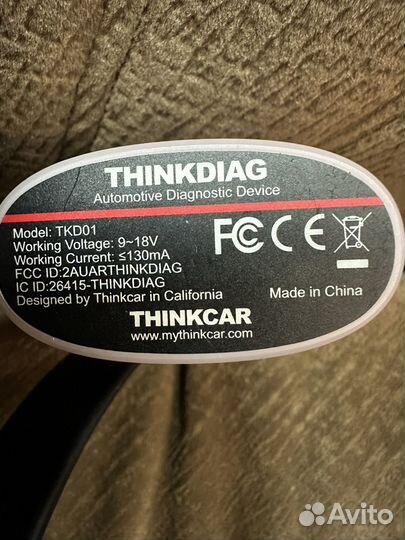 THINKDIAG
Automotive Diagnostic Device
Model: TKD01
Working Voltage: 9~18V
Working Current: ≤130mA
FCC ID:2AUARTHINKDIAG
IC ID:26415-THINKDIAG
Designed by Thinkcar in California
FC CE
Made in China
THINKCAR
www.mythinkcar.com
Avito